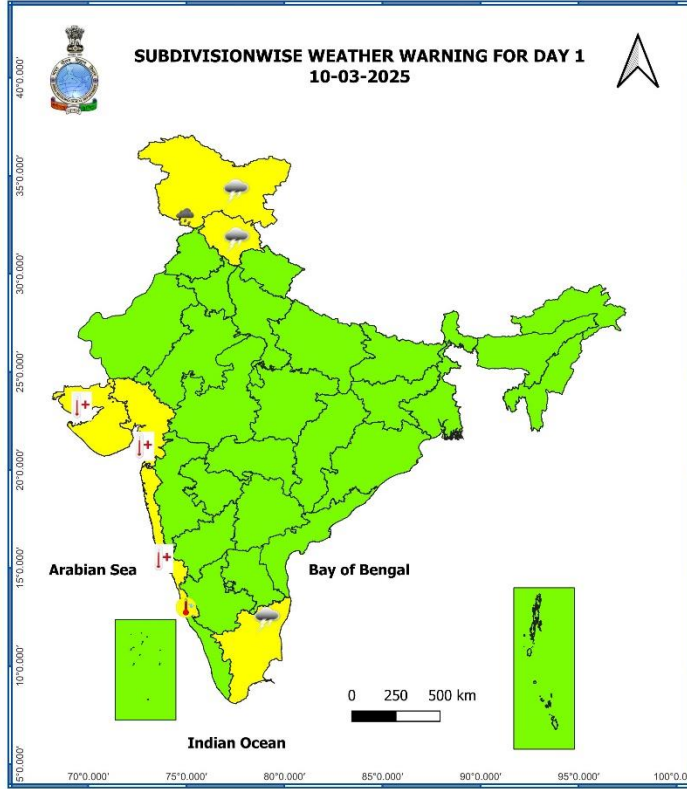 SUBDIVISIONWISE WEATHER WARNING FOR DAY 1
10-03-2025
40°0.000'
35°0.000'
30°0.000'
25°0.000'
20°0.000'
15°0.000'
10°0.000'
5°0.000'
Arabian Sea
Bay of Bengal
0 250 500 km
Indian Ocean
70°0.000' 75°0.000' 80°0.000' 85°0.000' 90°0.000' 95°0.000' 100°0.000'